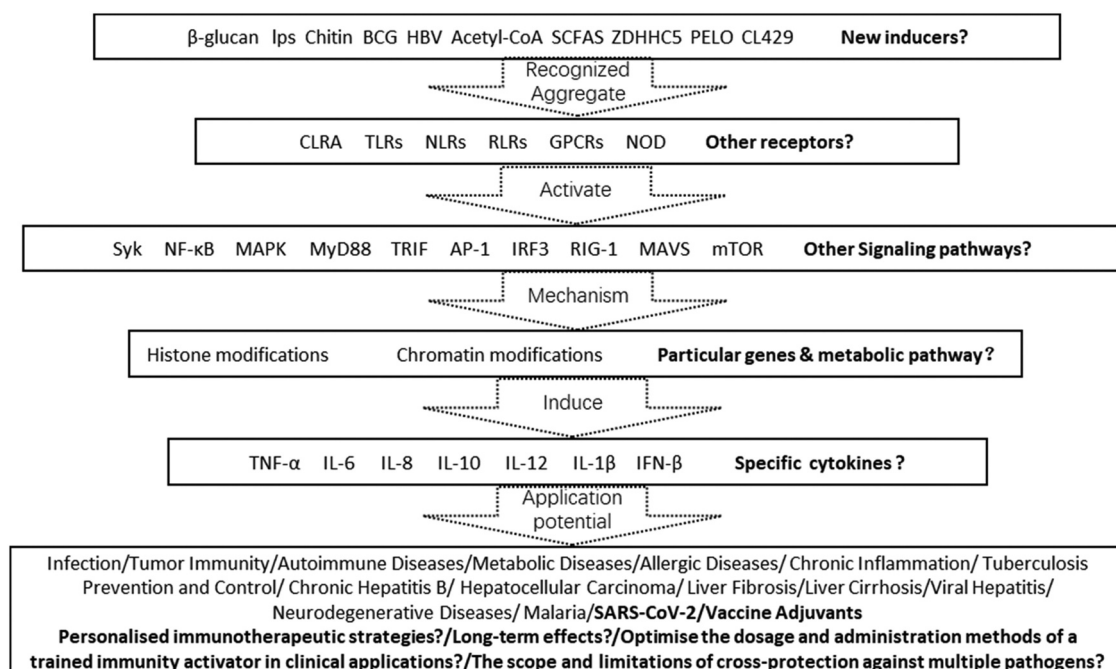 β-glucan lps Chitin BCG HBV Acetyl-CoA SCFAS ZDHHC5 PELO CL429 New inducers?
Recognized
Aggregate
CLRA TLRs NLRs RLRs GPCRs NOD Other receptors?
Activate
Syk NF-κB MAPK MyD88 TRIF AP-1 IRF3 RIG-1 MAVS mTOR Other Signaling pathways?
Mechanism
Histone modifications Chromatin modifications Particular genes & metabolic pathway?
Induce
TNF-α IL-6 IL-8 IL-10 IL-12 IL-1β IFN-β Specific cytokines?
Application
potential
Infection/Tumor Immunity/Autoimmune Diseases/Metabolic Diseases/Allergic Diseases/ Chronic Inflammation/ Tuberculosis
Prevention and Control/ Chronic Hepatitis B/ Hepatocellular Carcinoma/ Liver Fibrosis/Liver Cirrhosis/Viral Hepatitis/
Neurodegenerative Diseases/ Malaria/SARS-CoV-2/Vaccine Adjuvants
Personalised immunotherapeutic strategies?/Long-term effects?/Optimise the dosage and administration methods of a
trained immunity activator in clinical applications?/The scope and limitations of cross-protection against multiple pathogens?